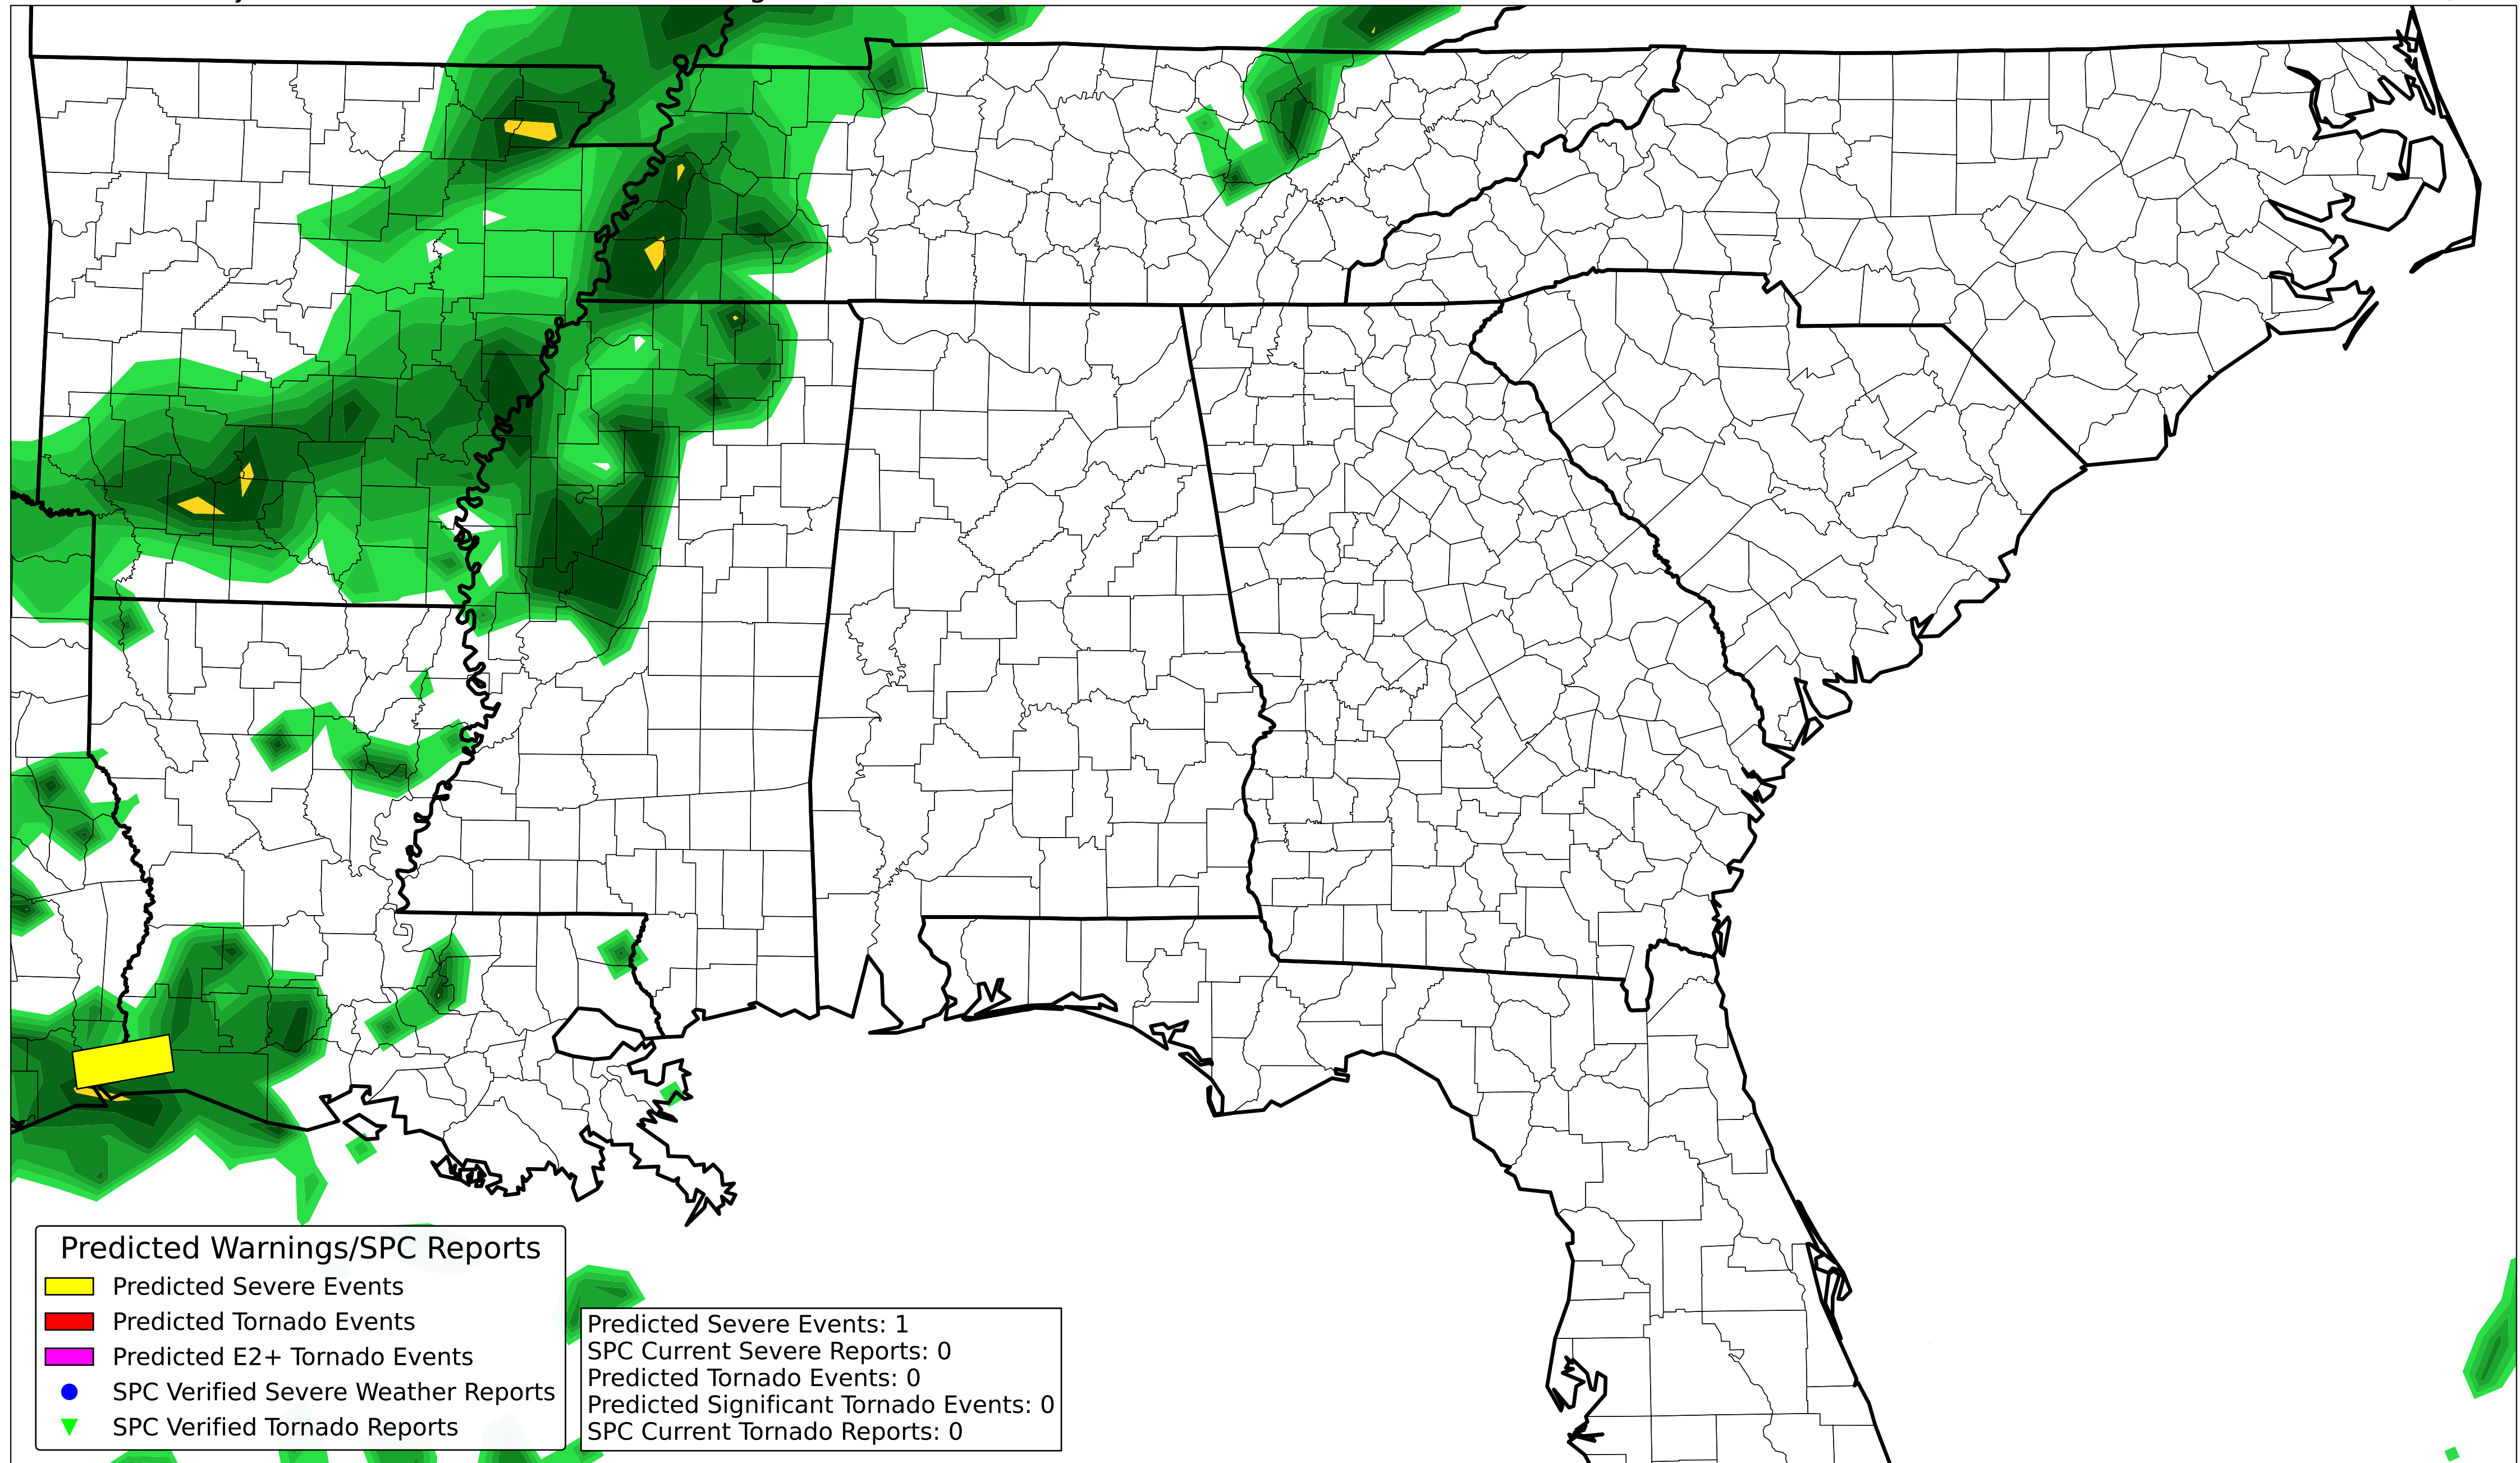 Predicted Warnings/SPC Reports
Predicted Severe Events
Predicted Tornado Events
Predicted E2+ Tornado Events
SPC Verified Severe Weather Reports
SPC Verified Tornado Reports
Predicted Severe Events: 1
SPC Current Severe Reports: 0
Predicted Tornado Events: 0
Predicted Significant Tornado Events: 0
SPC Current Tornado Reports: 0